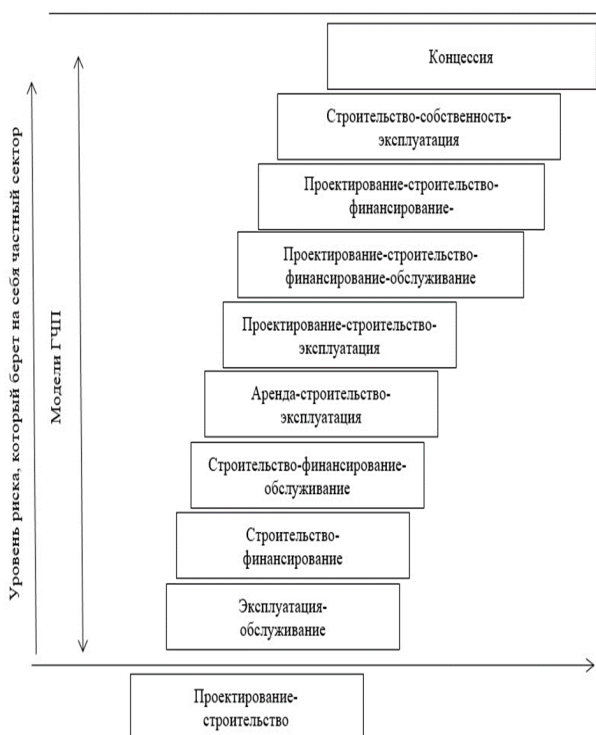 Концессия
Строительство-собственность-
эксплуатация
Проектирование-строительство-
финансирование-
Проектирование-строительство-
финансирование-обслуживание
Проектирование-строительство-
эксплуатация
Аренда-строительство-
эксплуатация
Строительство-финансирование-
обслуживание
Строительство-
финансирование
Эксплуатация-
обслуживание
Проектирование-
строительство
Уровень риска, который берет на себя частный сектор
Модели ГЧП